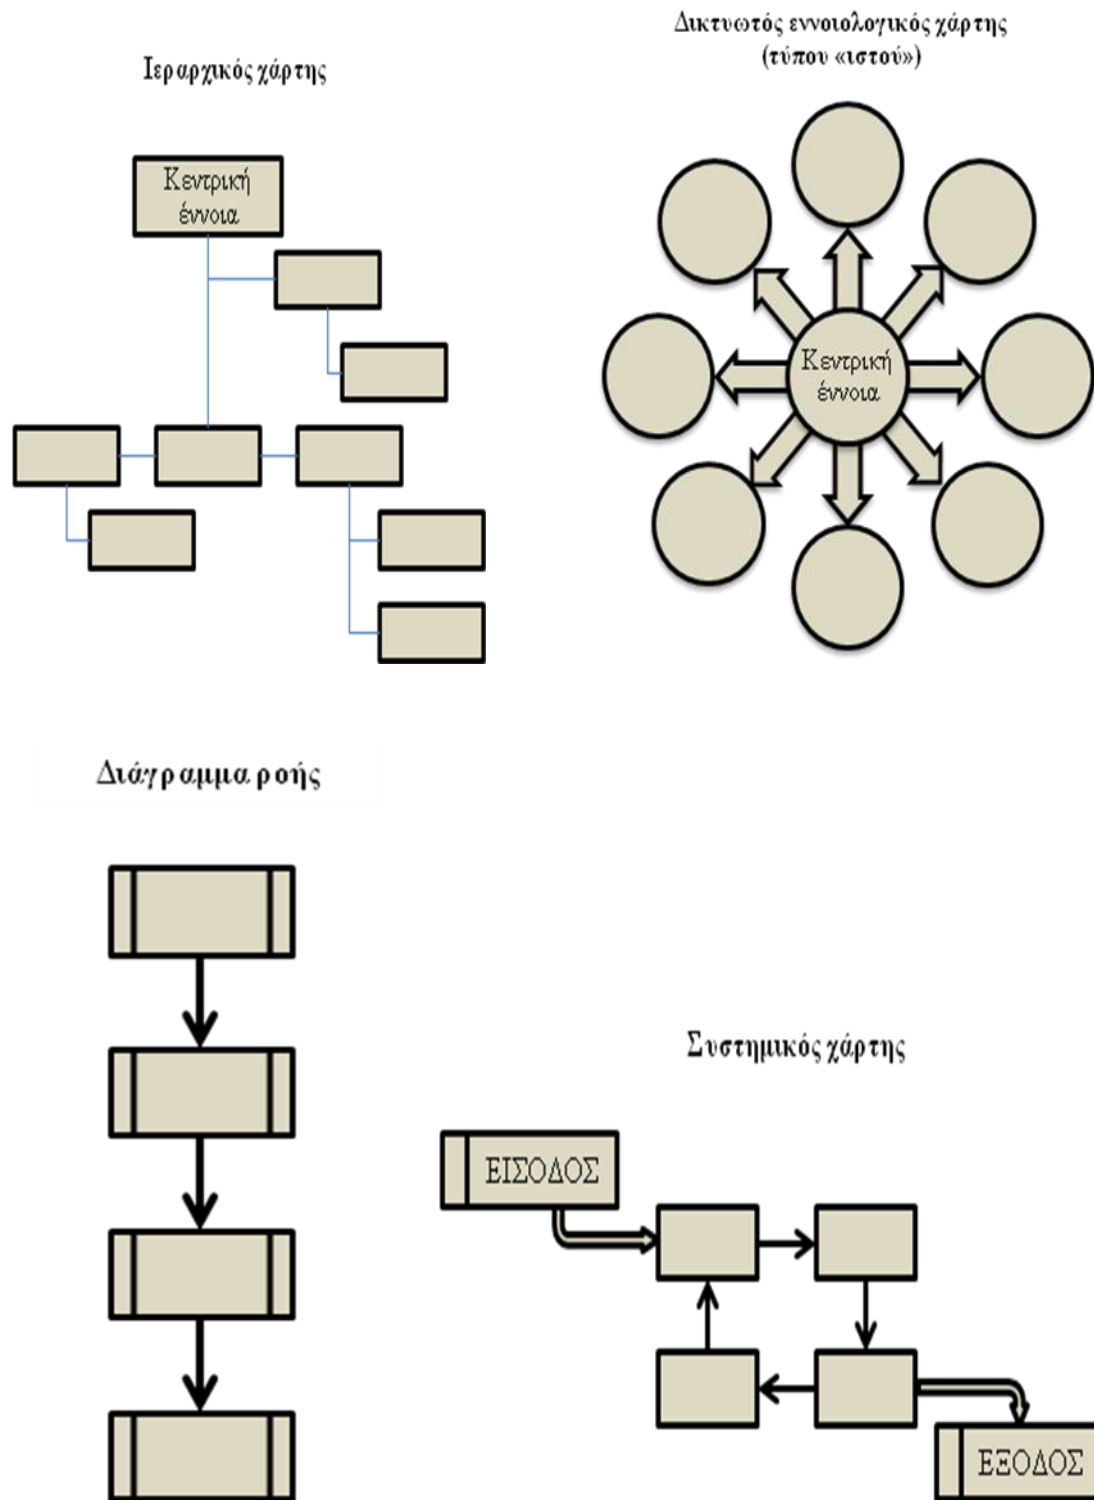 Ιεραρχικός χάρτης
Κεντρική
έννοια
Δικτυωτός εννοιολογικός χάρτης
(τύπου «ιστού»)
Κεντρική
έννοια
Διάγραμμα ροής
Συστημικός χάρτης
ΕΙΣΟΔΟΣ
ΕΞΟΔΟΣ